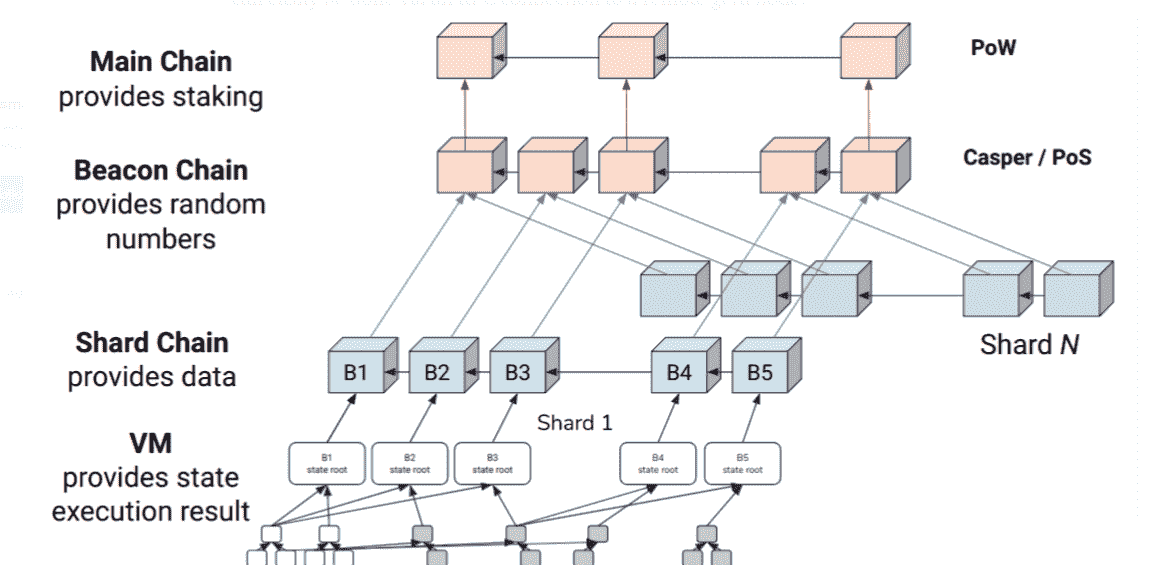 Main Chain
provides staking
PoW
Beacon Chain
provides random
numbers
Casper / PoS
Shard N
Shard Chain
provides data
B1
B2
B3
B4
B5
Shard 1
VM
provides state
execution result
B1
state root
B2
state root
B3
state root
B4
state root
B5
state root